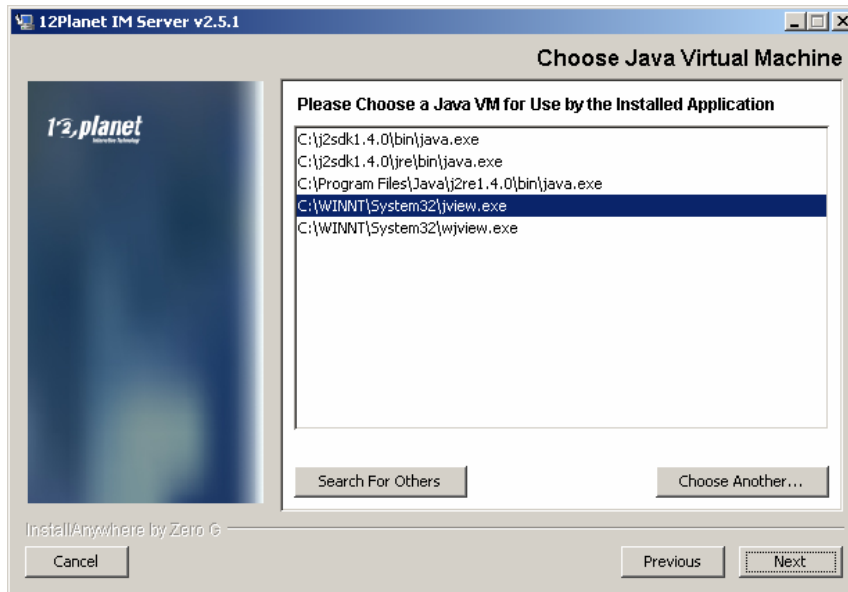 12Planet IM Server v2.5.1
Choose Java Virtual Machine
12planet
Interactive Technology
Please Choose a Java VM for Use by the Installed Application
C:\j2sdk1.4.0\bin\java.exe
C:\j2sdk1.4.0\jre\bin\java.exe
C:\Program Files\Java\j2re1.4.0\bin\java.exe
C:\WINNT\System32\jview.exe
C:\WINNT\System32\wjview.exe
Search For Others
Choose Another...
InstallAnywhere by Zero G
Cancel
Previous
Next